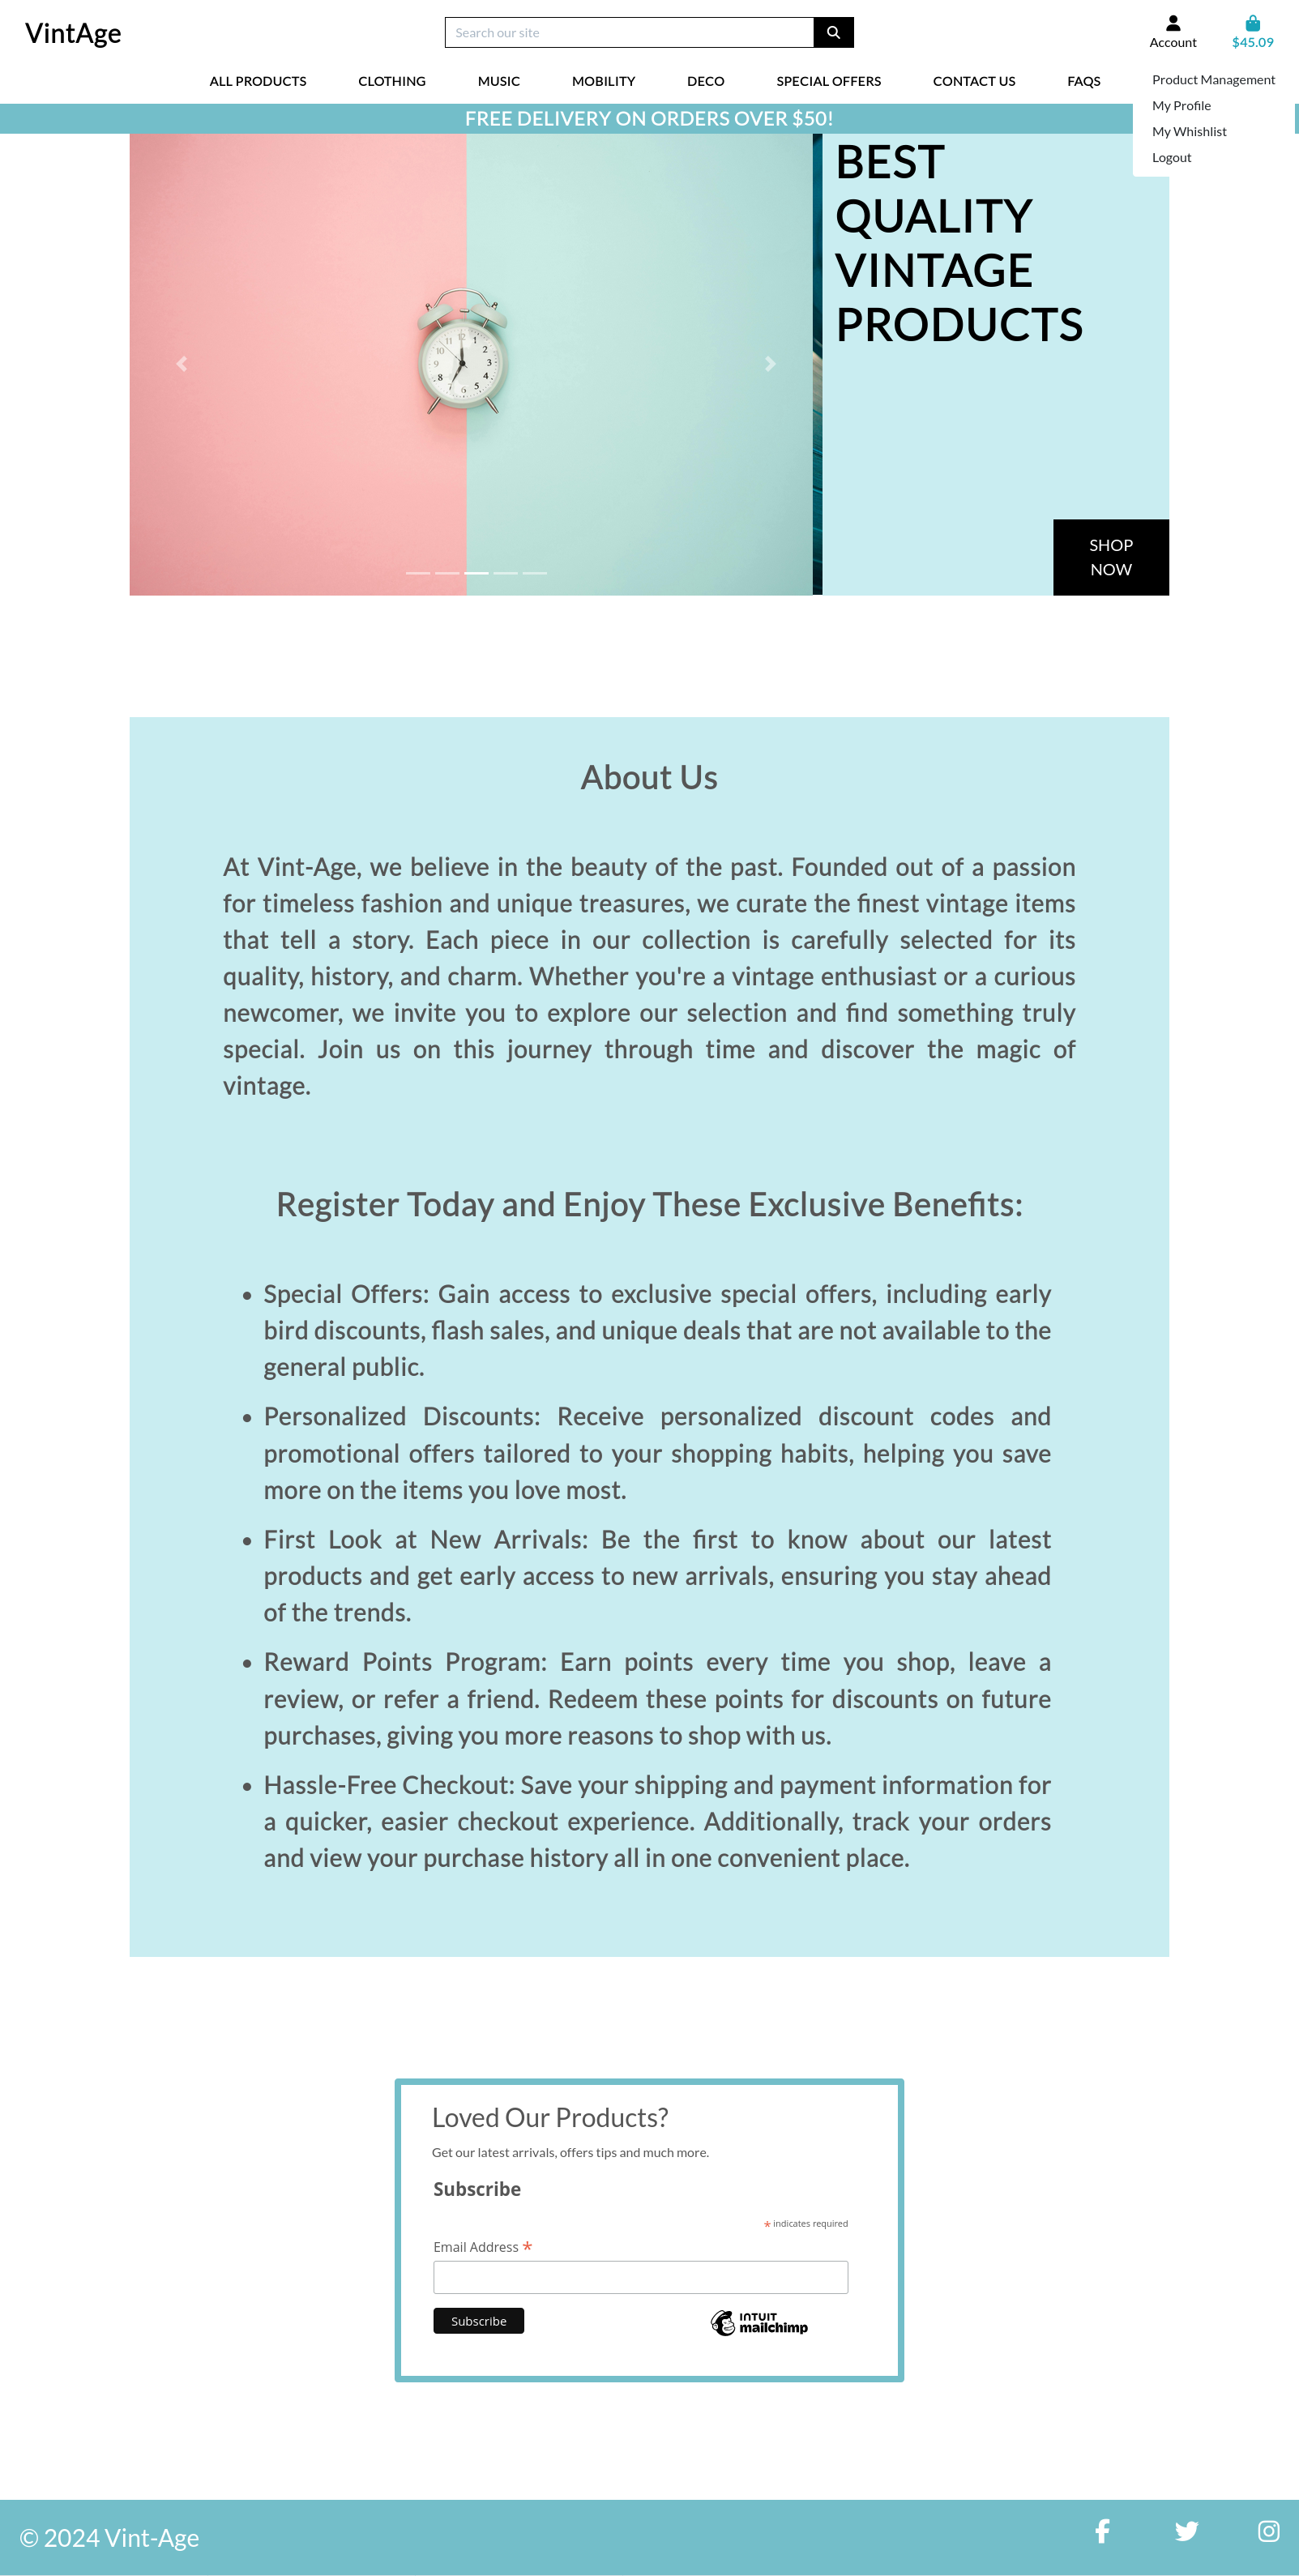 VintAge
Search our site
Account
$45.09
ALL PRODUCTS
CLOTHING
MUSIC
MOBILITY
DECO
SPECIAL OFFERS
CONTACT US
FAQS
Product Management
My Profile
My Whishlist
Logout
FREE DELIVERY ON ORDERS OVER $50!
BEST
QUALITY
VINTAGE
PRODUCTS
SHOP
NOW
About Us
At Vint-Age, we believe in the beauty of the past. Founded out of a passion
for timeless fashion and unique treasures, we curate the finest vintage items
that tell a story. Each piece in our collection is carefully selected for its
quality, history, and charm. Whether you're a vintage enthusiast or a curious
newcomer, we invite you to explore our selection and find something truly
special. Join us on this journey through time and discover the magic of
vintage.
Register Today and Enjoy These Exclusive Benefits:
• Special Offers: Gain access to exclusive special offers, including early
bird discounts, flash sales, and unique deals that are not available to the
general public.
• Personalized Discounts: Receive personalized discount codes and
promotional offers tailored to your shopping habits, helping you save
more on the items you love most.
• First Look at New Arrivals: Be the first to know about our latest
products and get early access to new arrivals, ensuring you stay ahead
of the trends.
• Reward Points Program: Earn points every time you shop, leave a
review, or refer a friend. Redeem these points for discounts on future
purchases, giving you more reasons to shop with us.
• Hassle-Free Checkout: Save your shipping and payment information for
a quicker, easier checkout experience. Additionally, track your orders
and view your purchase history all in one convenient place.
Loved Our Products?
Get our latest arrivals, offers tips and much more.
Subscribe
* indicates required
Email Address *
Subscribe
INTUIT
mailchimp
© 2024 Vint-Age